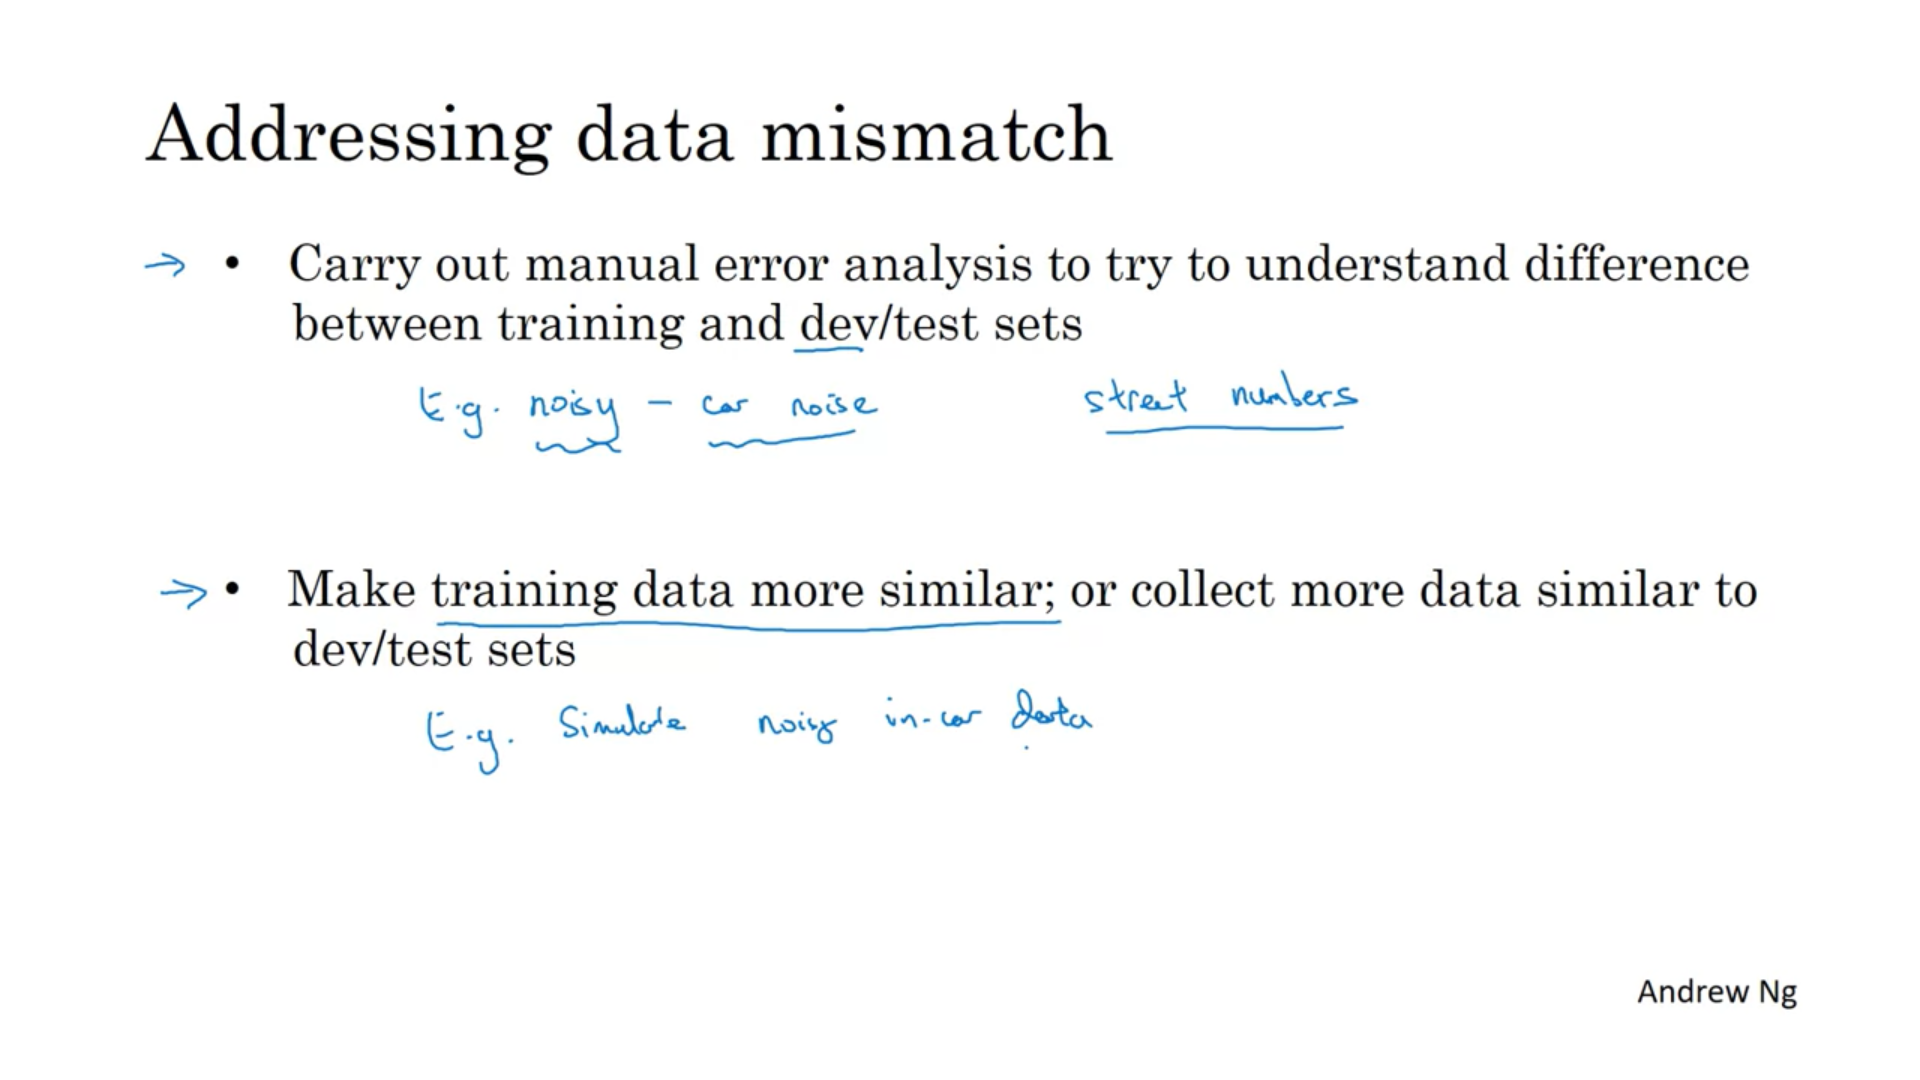 Addressing data mismatch
• Carry out manual error analysis to try to understand difference
between training and dev/test sets
E.g. noisy - car noise street numbers
• Make training data more similar; or collect more data similar to
dev/test sets
E.g. Simulate noisy in-car data
Andrew Ng